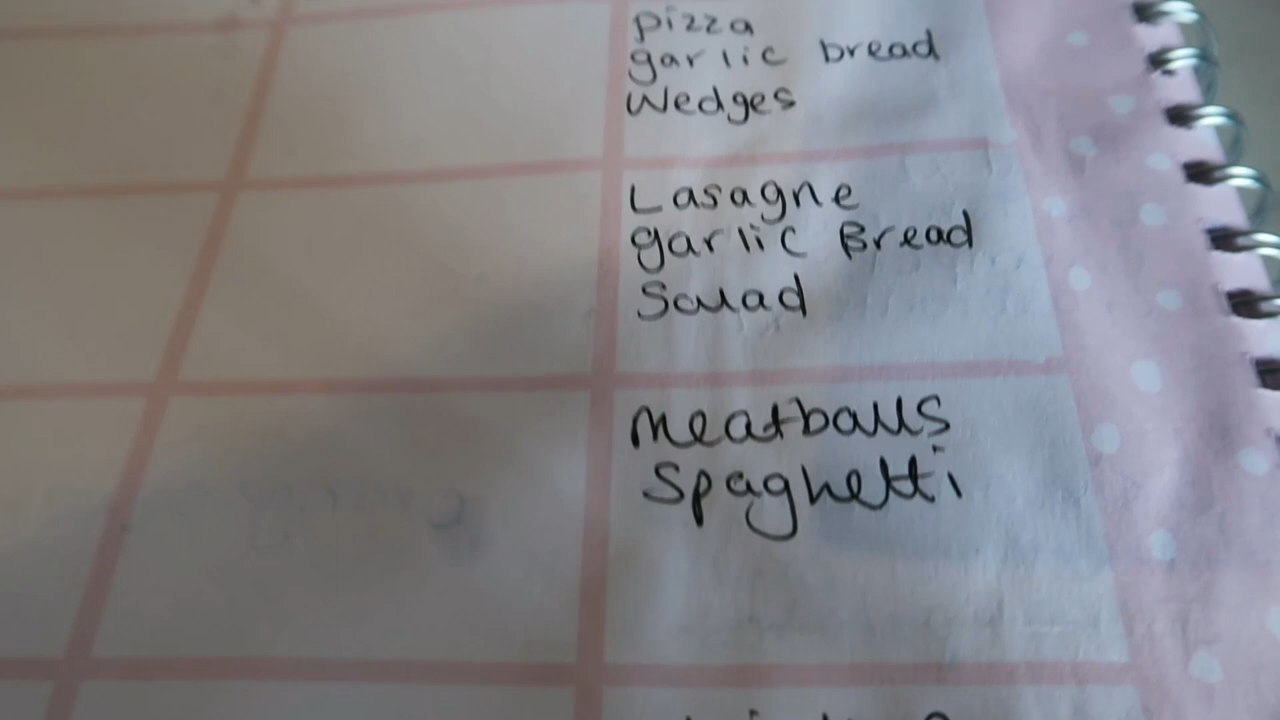 pizza
garlic bread
Wedges
Lasagne
garlic Bread
Salad
Meatballs
Spaghetti